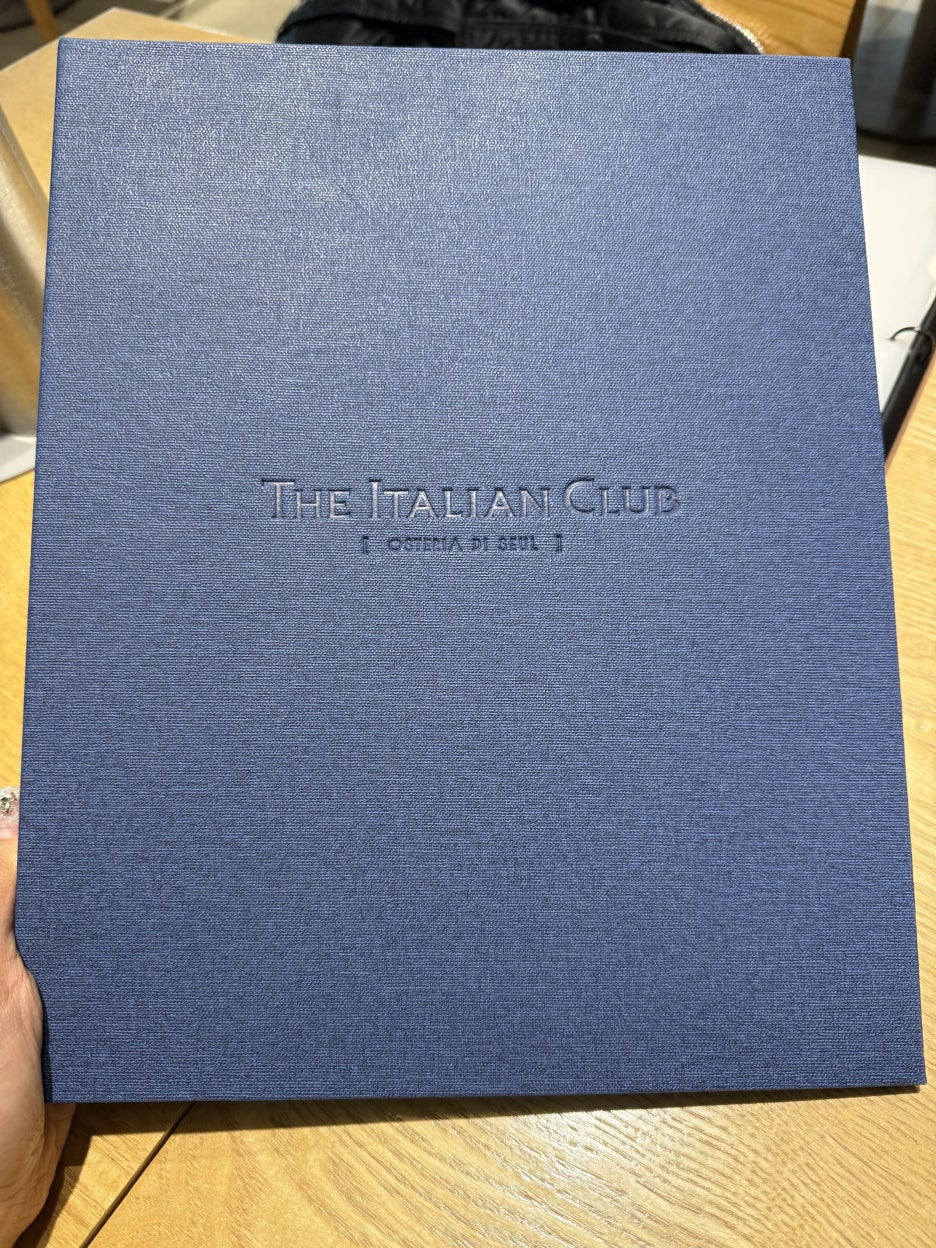 THE ITALIAN CLUB
[ OSTERIA DI SEUL ]